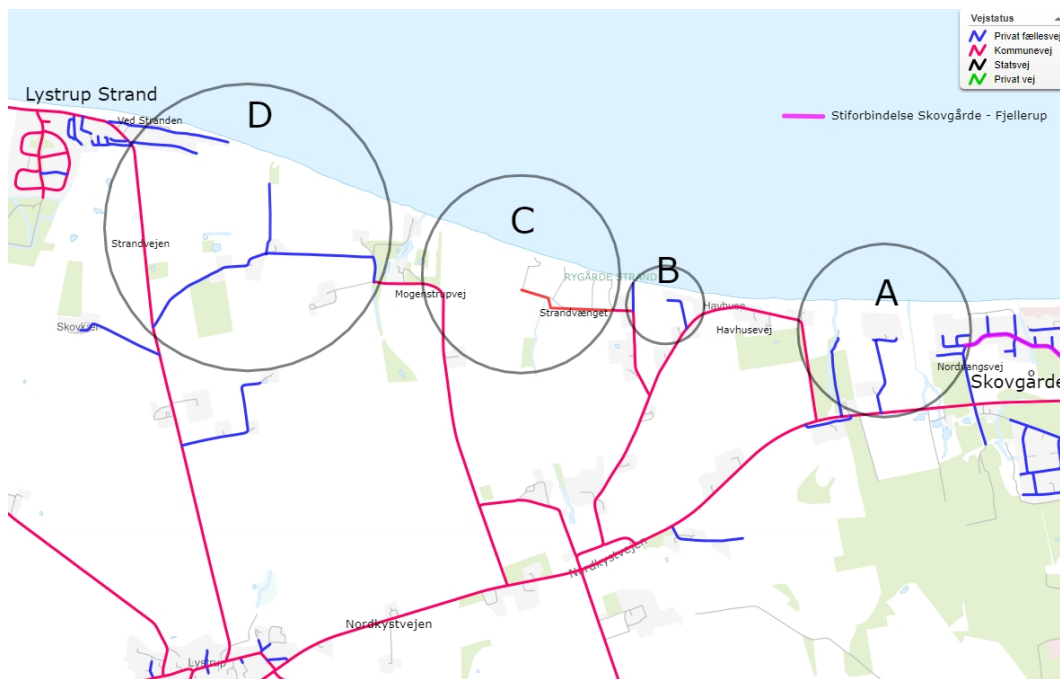 Vejstatus
Privat fællesvej
Kommunevej
Statsvej
Privat vej
Stiforbindelse Skovgårde - Fjellerup
Lystrup Strand
Ved Stranden
D
C
B
A
Strandvejen
RYGÅRDE STRAND
Mogenstrupvej
Strandvænget
Havhuse
Havhusevej
Skovkær
Nordvangsvej
Skovgårde
Nordkystvejen
Nordkystvejen
Lystrup